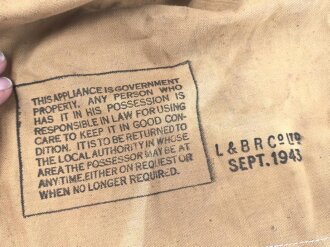 THIS APPLIANCE IS GOVERNMENT
PROPERTY. ANY PERSON WHO
HAS IT IN HIS POSSESSION IS
RESPONSIBLE IN LAW FOR USING
CARE TO KEEP IT IN GOOD CON-
DITION. IT IS TO BE RETURNED TO
THE LOCAL AUTHORITY IN WHOSE
AREA THE POSSESSOR MAY BE AT
ANY TIME, EITHER ON REQUEST OR
WHEN NO LONGER REQUIRED.
L & B R Co LTD
SEPT. 1943